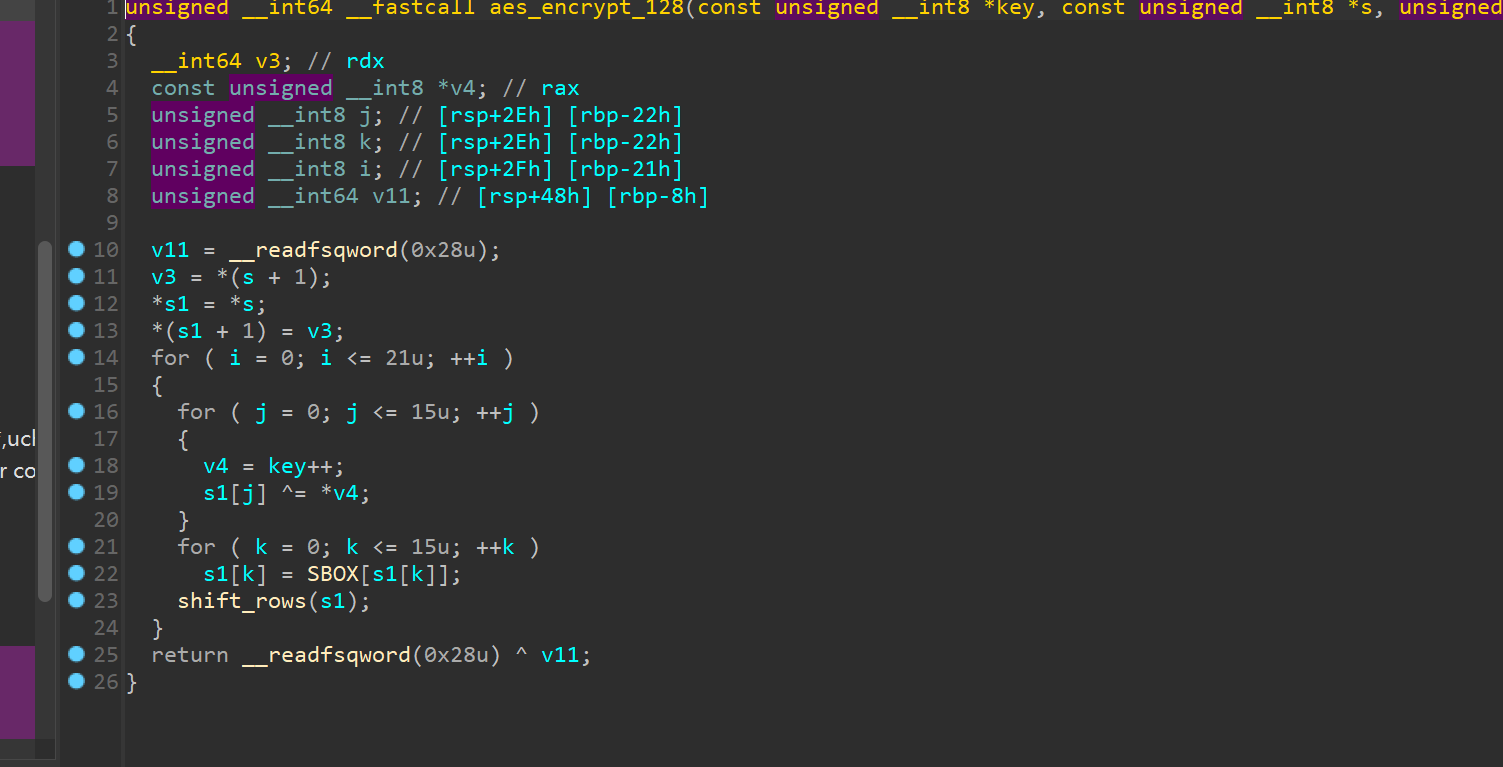 1 unsigned __int64 __fastcall aes_encrypt_128(const unsigned __int8 *key, const unsigned __int8 *s, unsigned
2 {
3 __int64 v3; // rdx
4 const unsigned __int8 *v4; // rax
5 unsigned __int8 j; // [rsp+2Eh] [rbp-22h]
6 unsigned __int8 k; // [rsp+2Eh] [rbp-22h]
7 unsigned __int8 i; // [rsp+2Fh] [rbp-21h]
8 unsigned __int64 v11; // [rsp+48h] [rbp-8h]
9
10 v11 = __readfsqword(0x28u);
11 v3 = *(s + 1);
12 *s1 = *s;
13 *(s1 + 1) = v3;
14 for ( i = 0; i <= 21u; ++i )
15 {
16 for ( j = 0; j <= 15u; ++j )
17 {
18 v4 = key++;
19 s1[j] ^= *v4;
20 }
21 for ( k = 0; k <= 15u; ++k )
22 s1[k] = SBOX[s1[k]];
23 shift_rows(s1);
24 }
25 return __readfsqword(0x28u) ^ v11;
26 }
,ucl
r co